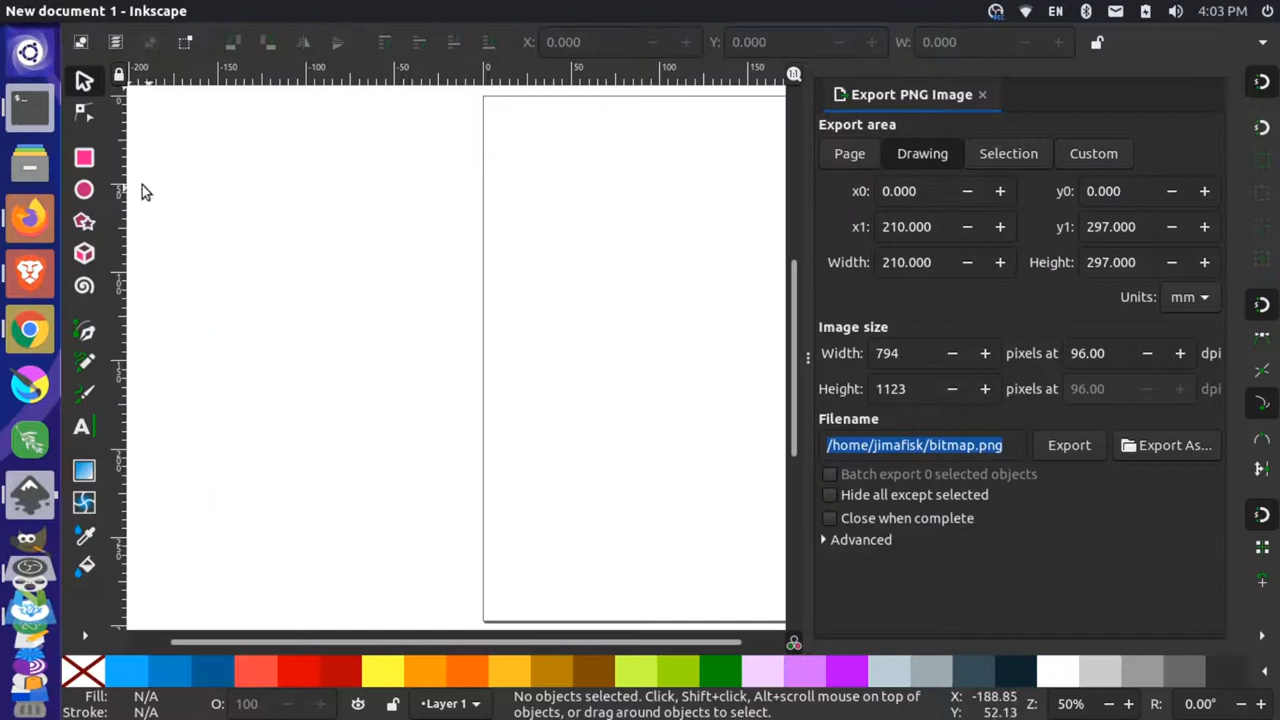 New document 1 - Inkscape
EN
4:03 PM
X: 0.000
Y: 0.000
W: 0.000
-200 -150 -100 -50 0 50 100 150
Export PNG Image
Export area
Page Drawing Selection Custom
x0: 0.000 y0: 0.000
x1: 210.000 y1: 297.000
Width: 210.000 Height: 297.000
Units: mm
Image size
Width: 794 pixels at 96.00 dpi
Height: 1123 pixels at 96.00 dpi
Filename
/home/jimafisk/bitmap.png Export Export As...
Batch export 0 selected objects
Hide all except selected
Close when complete
Advanced
Fill: N/A
Stroke: N/A
O: 100
•Layer 1
No objects selected. Click, Shift+click, Alt+scroll mouse on top of
objects, or drag around objects to select.
X: -188.85
Y: 52.13
Z: 50%
R: 0.00°